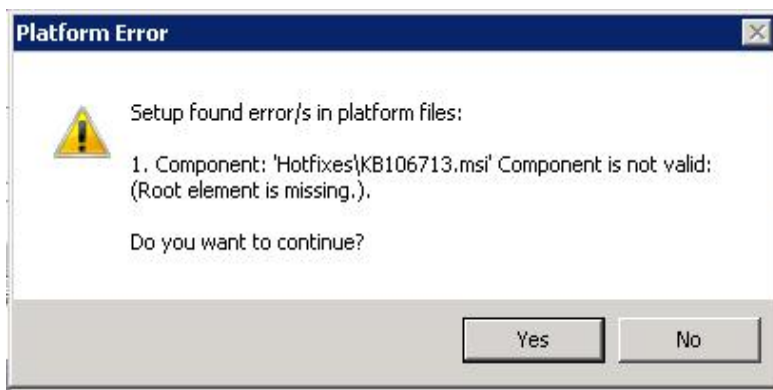 Platform Error
Setup found error/s in platform files:
1. Component: 'Hotfixes\KB106713.msi' Component is not valid:
(Root element is missing.).
Do you want to continue?
Yes
No